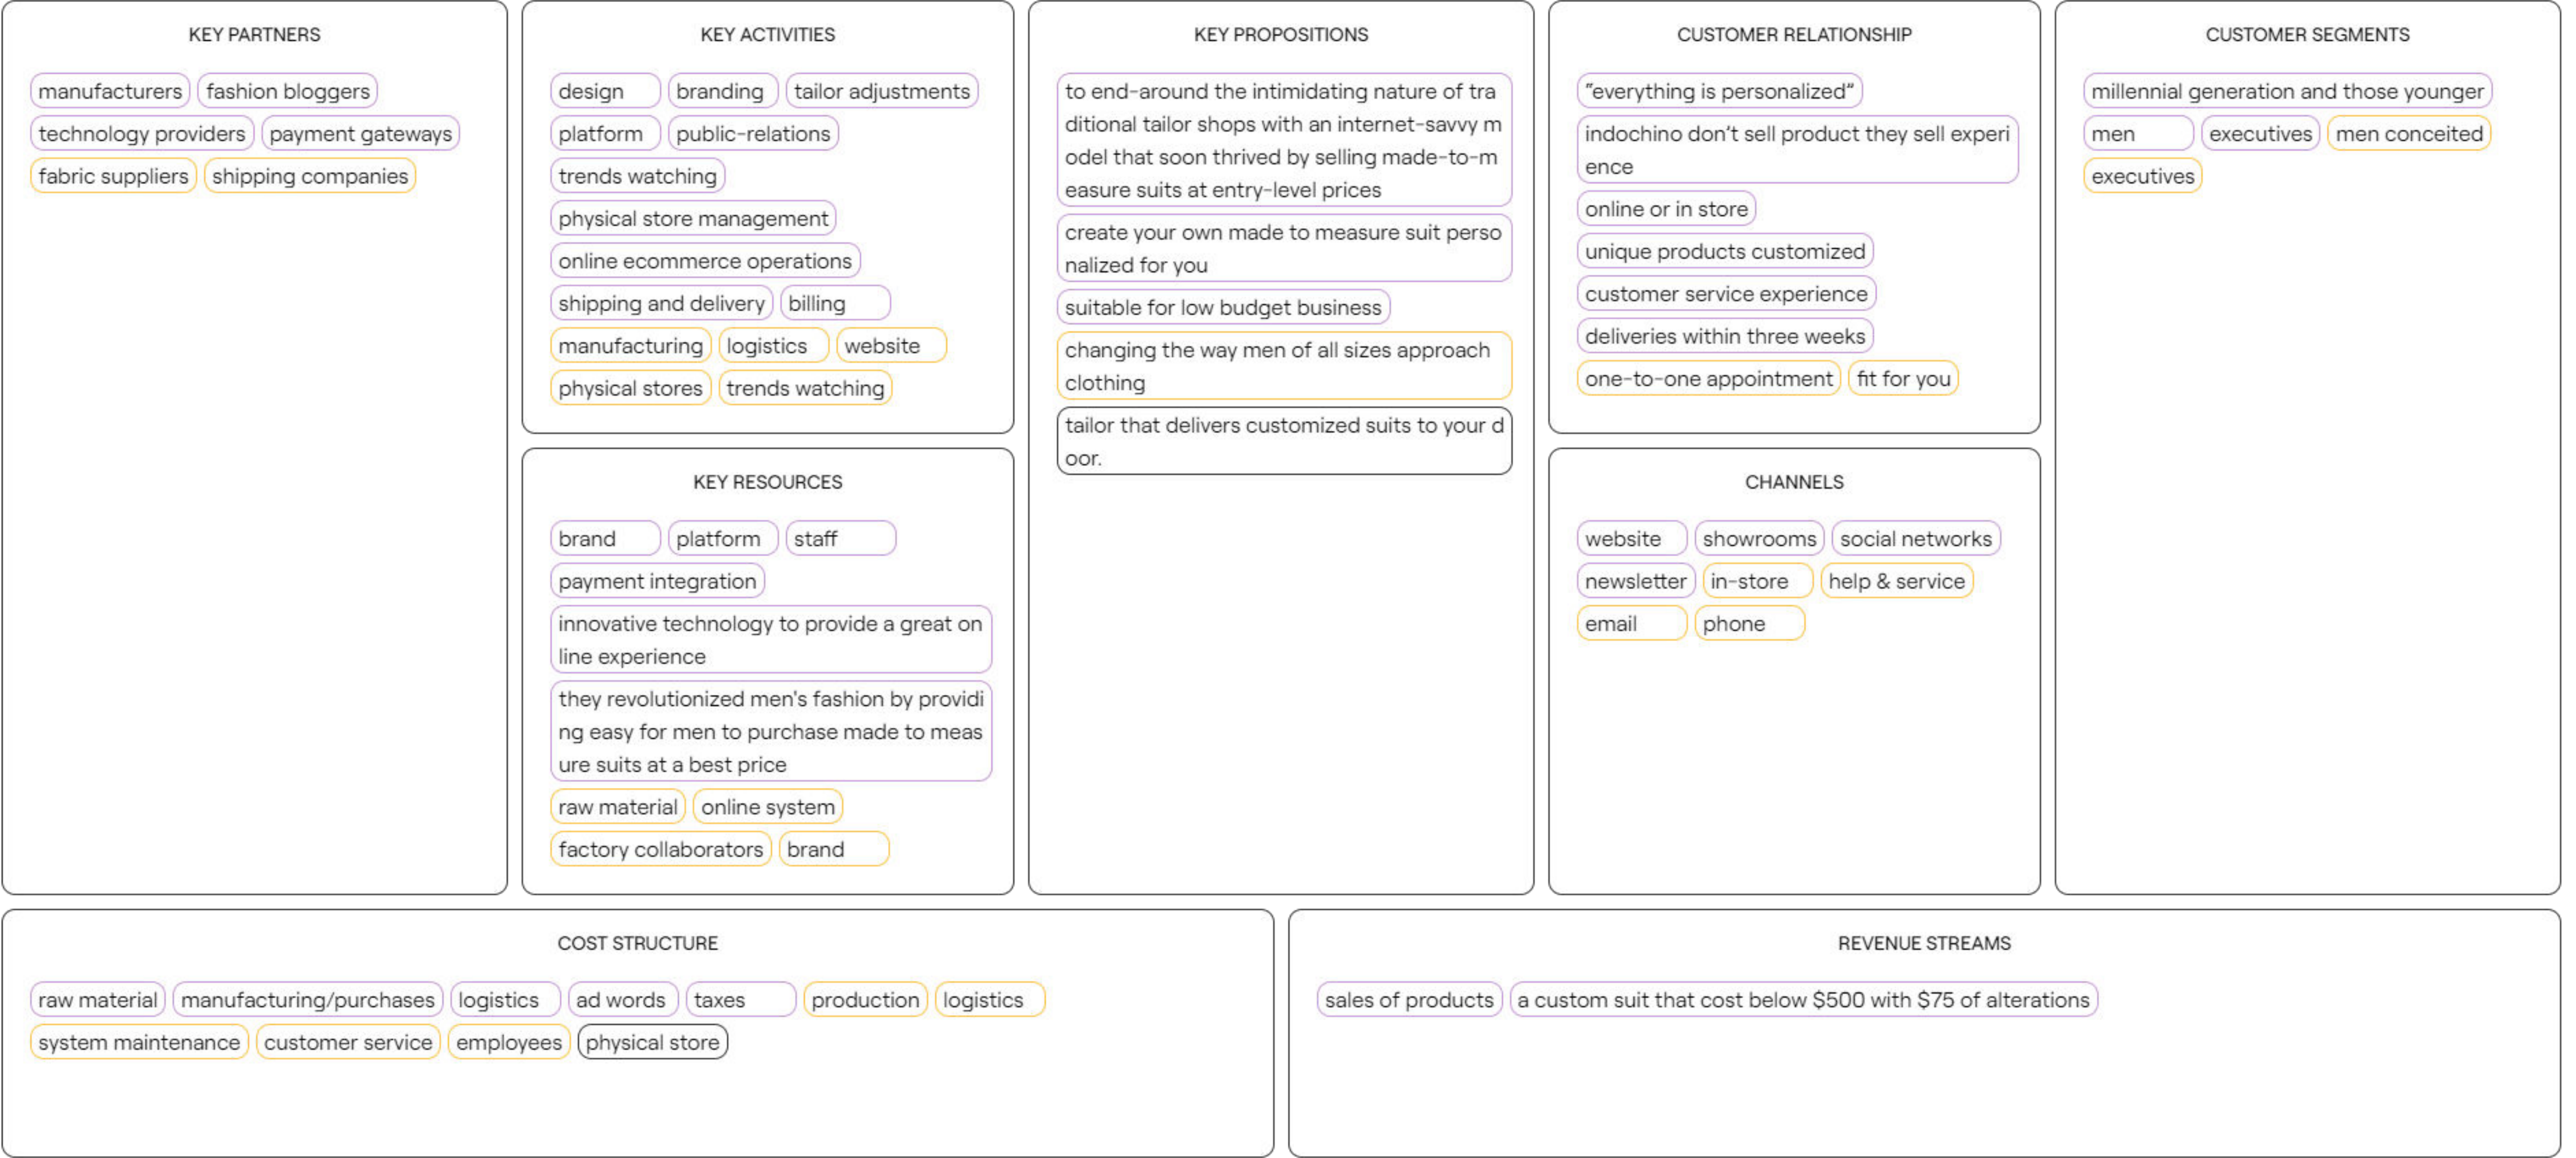 KEY PARTNERS
manufacturers fashion bloggers
technology providers payment gateways
fabric suppliers shipping companies
KEY ACTIVITIES
design branding tailor adjustments
platform public-relations
trends watching
physical store management
online ecommerce operations
shipping and delivery billing
manufacturing logistics website
physical stores trends watching
KEY RESOURCES
brand platform staff
payment integration
innovative technology to provide a great on
line experience
they revolutionized men's fashion by providi
ng easy for men to purchase made to meas
ure suits at a best price
raw material online system
factory collaborators brand
KEY PROPOSITIONS
to end-around the intimidating nature of tra
ditional tailor shops with an internet-savvy m
odel that soon thrived by selling made-to-m
easure suits at entry-level prices
create your own made to measure suit perso
nalized for you
suitable for low budget business
changing the way men of all sizes approach
clothing
tailor that delivers customized suits to your d
oor.
CUSTOMER RELATIONSHIP
"everything is personalized"
indochino don't sell product they sell experi
ence
online or in store
unique products customized
customer service experience
deliveries within three weeks
one-to-one appointment fit for you
CHANNELS
website showrooms social networks
newsletter in-store help & service
email phone
CUSTOMER SEGMENTS
millennial generation and those younger
men executives men conceited
executives
COST STRUCTURE
raw material manufacturing/purchases logistics ad words taxes production logistics
system maintenance customer service employees physical store
REVENUE STREAMS
sales of products a custom suit that cost below $500 with $75 of alterations